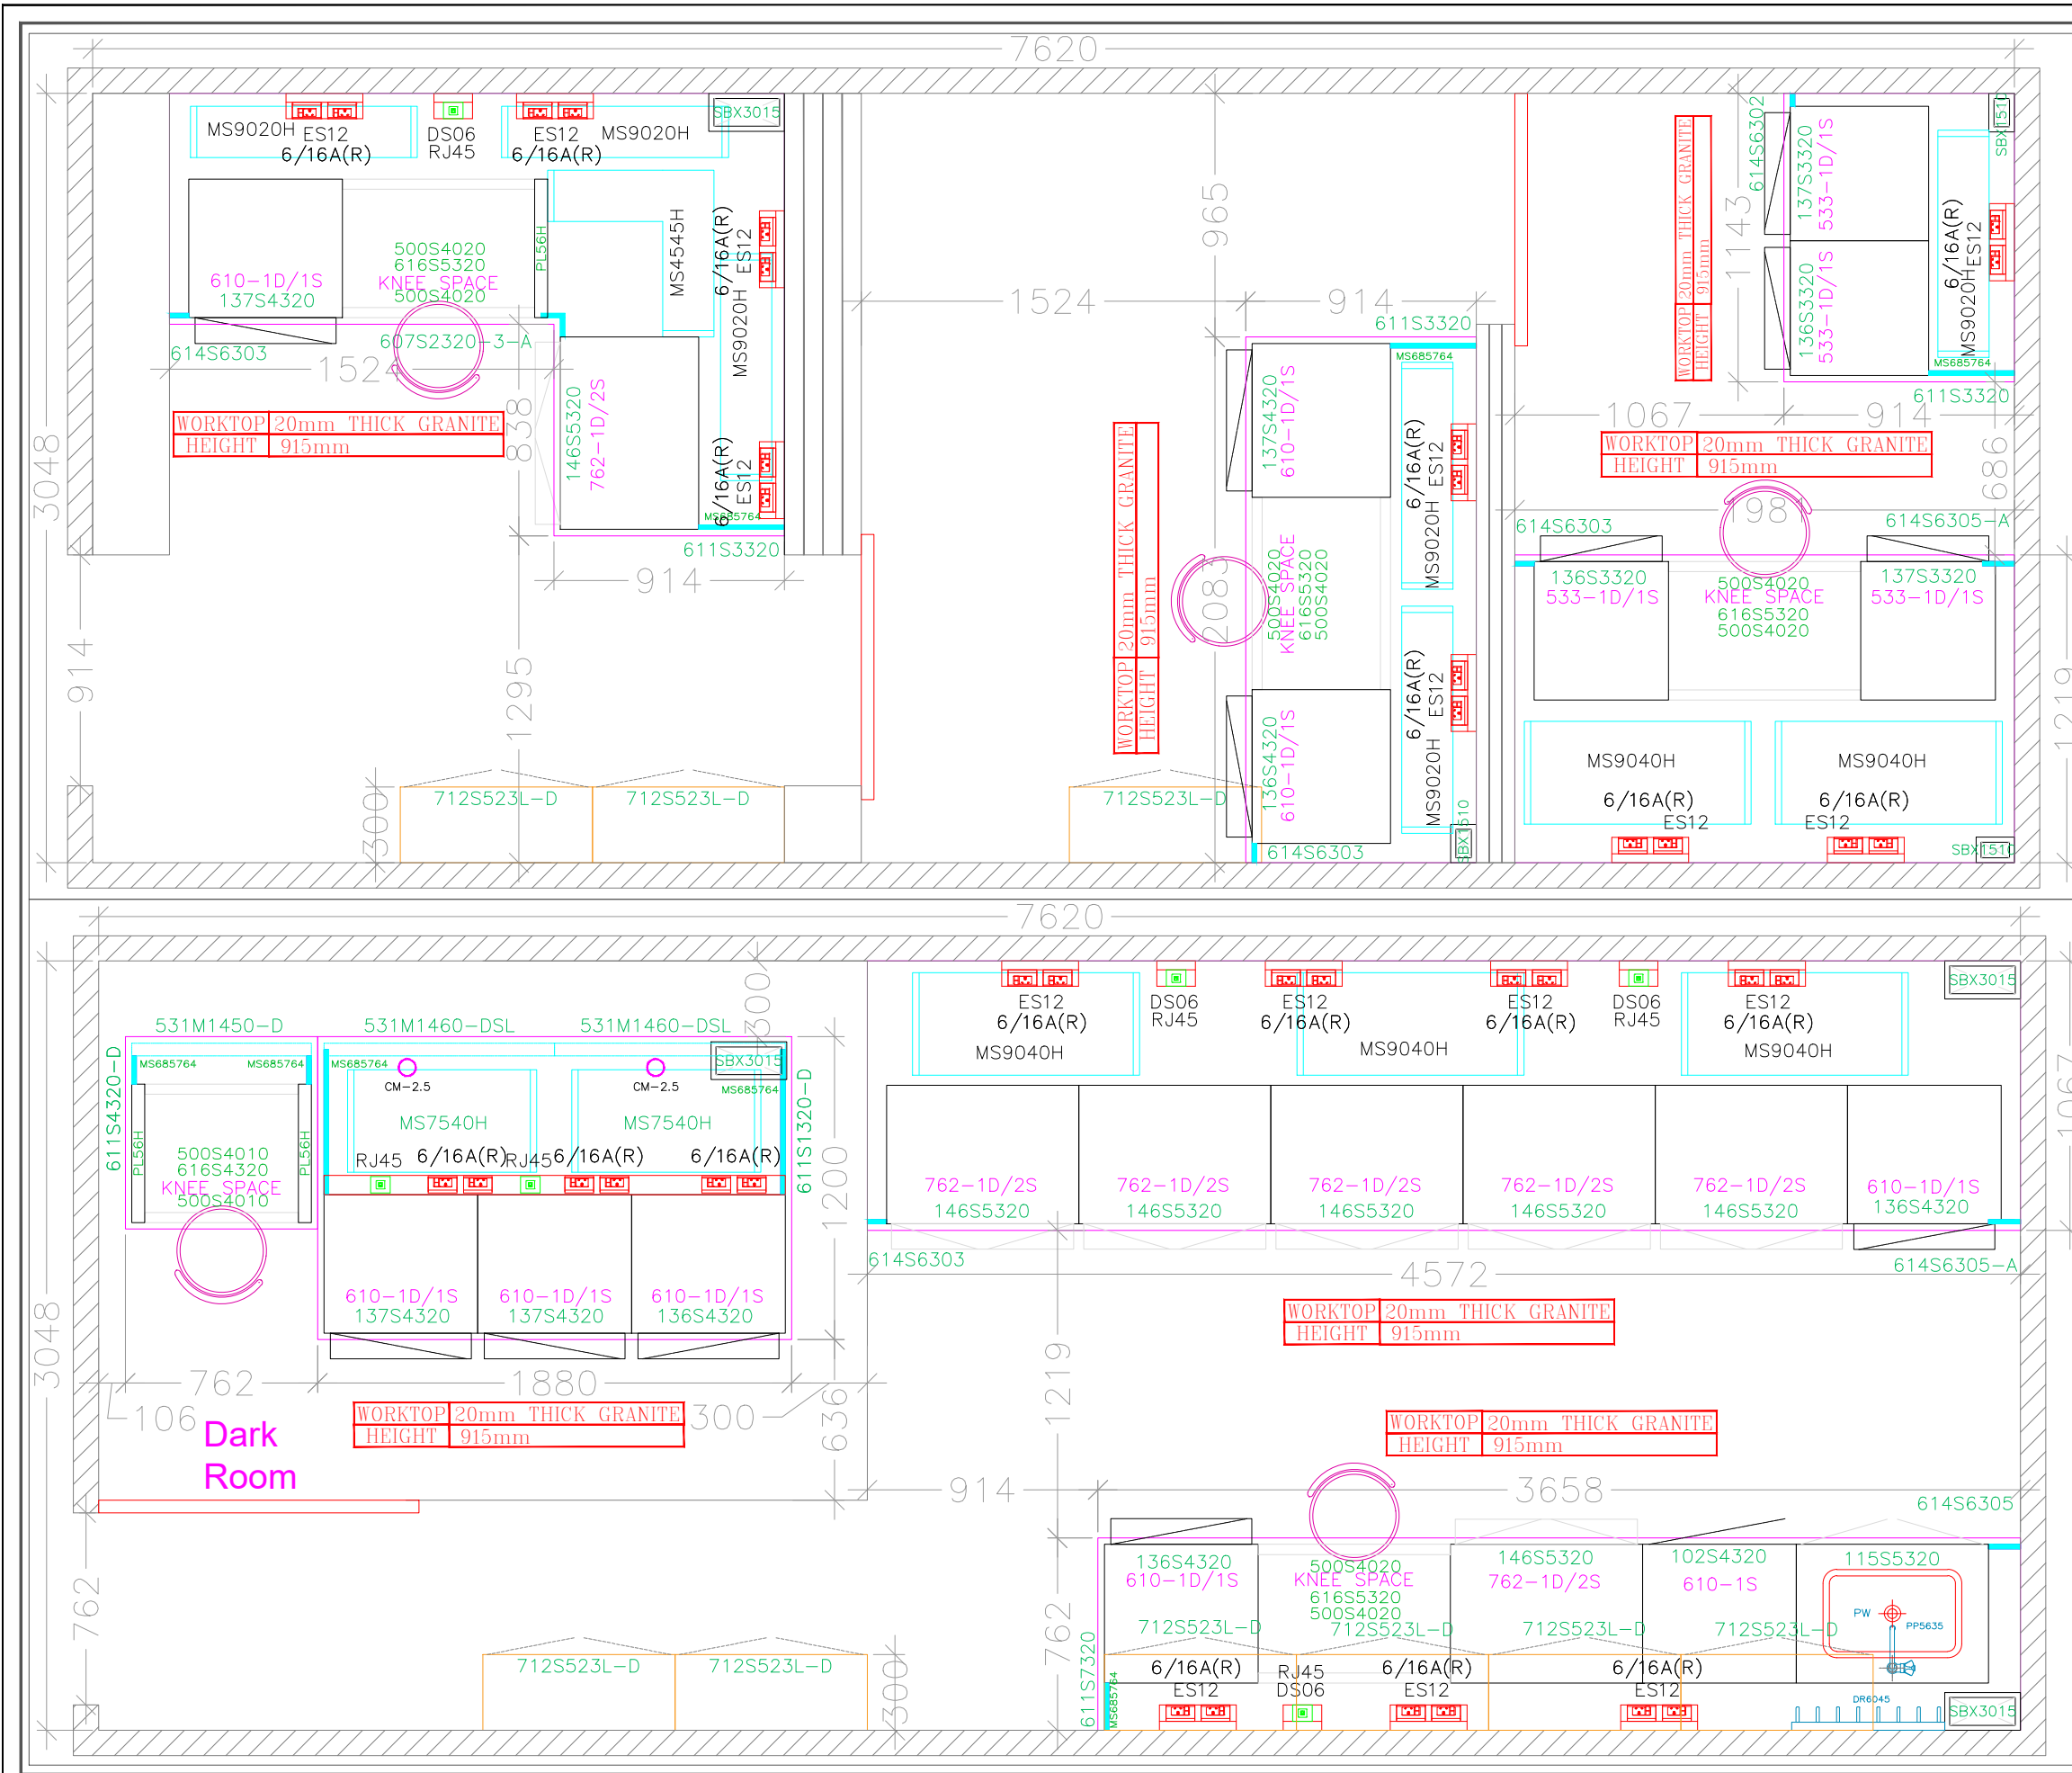 7620
MS9020H
ES12
6/16A(R)
DS06
RJ45
ES12
6/16A(R)
MS9020H
SBX3015
610-1D/1S
137S4320
500S4020
616S5320
KNEE SPACE
500S4020
PL56H
MS4545H
6/16A(R)
ES12
MS9020H
614S6303
607S2320-3-A
1524
838
146S5320
762-1D/2S
6/16A(R)
ES12
MS685764
611S3320
914
WORKTOP 20mm THICK GRANITE
HEIGHT 915mm
3048
914
1295
300
712S523L-D
712S523L-D
1524
965
914
611S3320
MS685764
137S4320
610-1D/1S
6/16A(R)
ES12
MS9020H
WORKTOP 20mm THICK GRANITE
HEIGHT 915mm
2083
500S4020
KNEE SPACE
616S5320
500S4020
6/16A(R)
ES12
MS9020H
136S4320
610-1D/1S
712S523L-D
614S6303
SBX1510
WORKTOP 20mm THICK GRANITE
HEIGHT 915mm
1143
614S6302
137S3320
533-1D/1S
136S3320
533-1D/1S
SBX1510
6/16A(R)
ES12
MS9020H
MS685764
611S3320
1067
914
WORKTOP 20mm THICK GRANITE
HEIGHT 915mm
686
1981
614S6303
614S6305-A
136S3320
533-1D/1S
500S4020
KNEE SPACE
616S5320
500S4020
137S3320
533-1D/1S
1219
MS9040H
MS9040H
6/16A(R)
ES12
6/16A(R)
ES12
SBX1510
7620
300
531M1450-D
531M1460-DSL
531M1460-DSL
611S4320-D
MS685764
MS685764
MS685764
SBX3015
MS685764
CM-2.5
CM-2.5
MS7540H
MS7540H
611S1320-D
PL56H
PL56H
500S4010
616S4320
KNEE SPACE
500S4010
RJ45
6/16A(R)
RJ45
6/16A(R)
6/16A(R)
1200
610-1D/1S
137S4320
610-1D/1S
137S4320
610-1D/1S
136S4320
3048
762
1880
106
300
636
WORKTOP 20mm THICK GRANITE
HEIGHT 915mm
Dark
Room
762
712S523L-D
712S523L-D
300
ES12
6/16A(R)
MS9040H
DS06
RJ45
ES12
6/16A(R)
MS9040H
ES12
6/16A(R)
DS06
RJ45
ES12
6/16A(R)
MS9040H
SBX3015
1067
762-1D/2S
146S5320
762-1D/2S
146S5320
762-1D/2S
146S5320
762-1D/2S
146S5320
762-1D/2S
146S5320
610-1D/1S
136S4320
614S6303
4572
614S6305-A
WORKTOP 20mm THICK GRANITE
HEIGHT 915mm
1219
WORKTOP 20mm THICK GRANITE
HEIGHT 915mm
914
3658
614S6305
762
136S4320
610-1D/1S
500S4020
KNEE SPACE
616S5320
500S4020
146S5320
762-1D/2S
102S4320
610-1S
115S5320
PW
PP5635
712S523L-D
712S523L-D
712S523L-D
712S523L-D
611S7320
MS685764
6/16A(R)
ES12
RJ45
DS06
6/16A(R)
ES12
6/16A(R)
ES12
DR6045
SBX3015